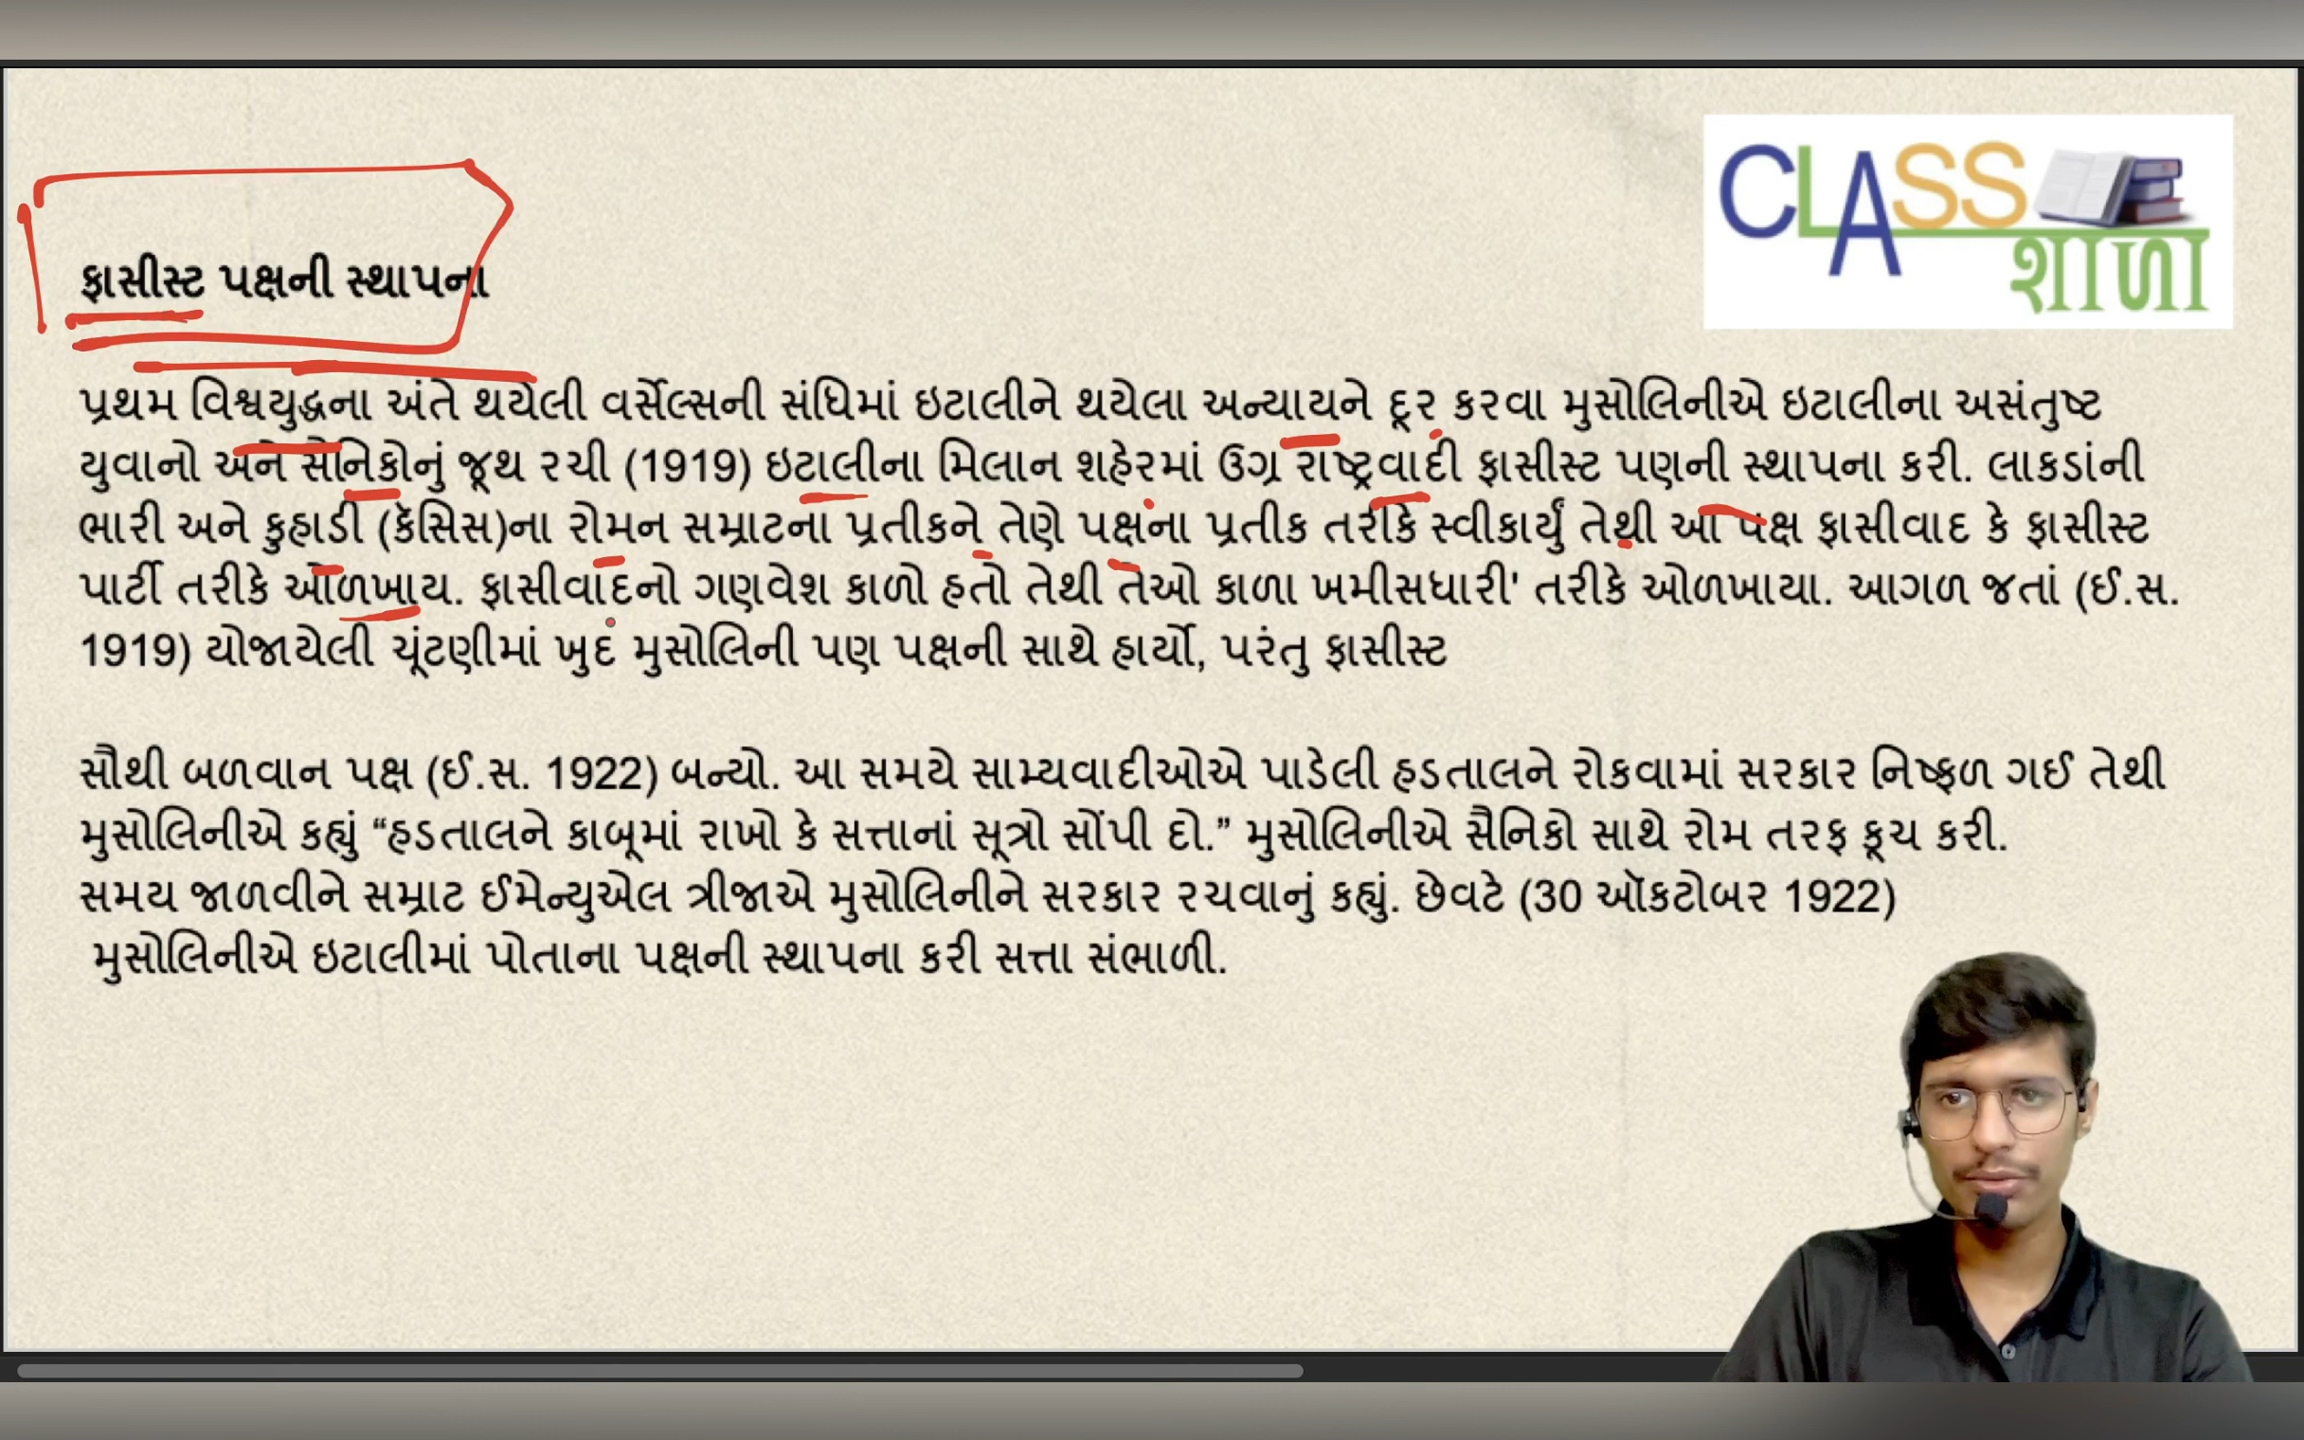 CLASS
શાળા
ફાસીસ્ટ પક્ષની સ્થાપના
પ્રથમ વિશ્વયુદ્ધના અંતે થયેલી વર્સેલ્સની સંધિમાં ઇટાલીને થયેલા અન્યાયને દૂર કરવા મુસોલિનીએ ઇટાલીના અસંતુષ્ટ
યુવાનો અને સૈનિકોનું જૂથ રચી (1919) ઇટાલીના મિલાન શહેરમાં ઉગ્ર રાષ્ટ્રવાદી ફાસીસ્ટ પણની સ્થાપના કરી. લાકડાંની
ભારી અને કુહાડી (કૅસિસ)ના રોમન સમ્રાટના પ્રતીકને તેણે પક્ષના પ્રતીક તરીકે સ્વીકાર્યું તેથી આ પક્ષ ફાસીવાદ કે ફાસીસ્ટ
પાર્ટી તરીકે ઓળખાય. ફાસીવાદનો ગણવેશ કાળો હતો તેથી તેઓ કાળા ખમીસધારી' તરીકે ઓળખાયા. આગળ જતાં (ઈ.સ.
1919) યોજાયેલી ચૂંટણીમાં ખુદ મુસોલિની પણ પક્ષની સાથે હાર્યો, પરંતુ ફાસીસ્ટ
સૌથી બળવાન પક્ષ (ઈ.સ. 1922) બન્યો. આ સમયે સામ્યવાદીઓએ પાડેલી હડતાલને રોકવામાં સરકાર નિષ્ફળ ગઈ તેથી
મુસોલિનીએ કહ્યું “હડતાલને કાબૂમાં રાખો કે સત્તાનાં સૂત્રો સોંપી દો.” મુસોલિનીએ સૈનિકો સાથે રોમ તરફ કૂચ કરી.
સમય જાળવીને સમ્રાટ ઈમેન્યુએલ ત્રીજાએ મુસોલિનીને સરકાર રચવાનું કહ્યું. છેવટે (30 ઑકટોબર 1922)
મુસોલિનીએ ઇટાલીમાં પોતાના પક્ષની સ્થાપના કરી સત્તા સંભાળી.